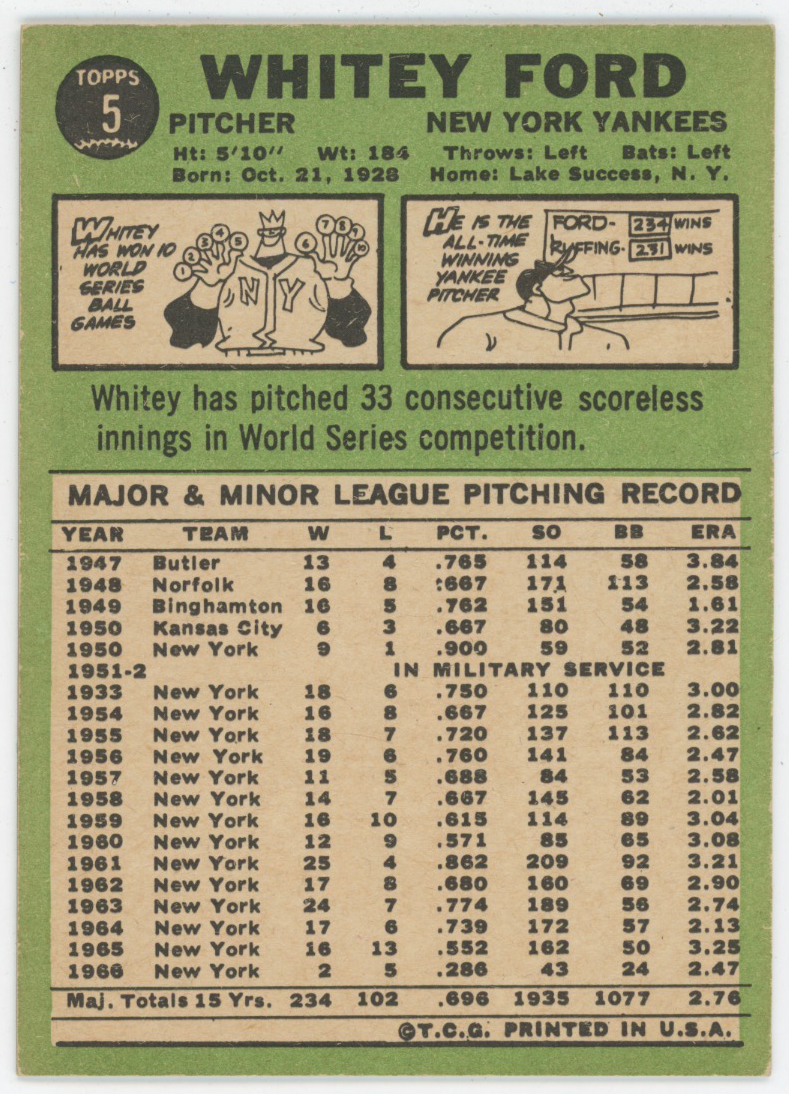 TOPPS
5
WHITEY FORD
PITCHER NEW YORK YANKEES
Ht: 5'10" Wt: 184 Throws: Left Bats: Left
Born: Oct. 21, 1928 Home: Lake Success, N. Y.
WHITEY
HAS WON 10
WORLD
SERIES
BALL
GAMES
1 2 3 4 5 6 7 8 9 10
NY
HE IS THE
ALL-TIME
WINNING
YANKEE
PITCHER
FORD- 234 WINS
RUFFING- 231 WINS
Whitey has pitched 33 consecutive scoreless
innings in World Series competition.
MAJOR & MINOR LEAGUE PITCHING RECORD
YEAR TEAM W L PCT. SO BB ERA
1947 Butler 13 4 .765 114 58 3.84
1948 Norfolk 16 8 .667 171 113 2.58
1949 Binghamton 16 5 .762 151 54 1.61
1950 Kansas City 6 3 .667 80 48 3.22
1950 New York 9 1 .900 59 52 2.81
1951-2 IN MILITARY SERVICE
1933 New York 18 6 .750 110 110 3.00
1954 New York 16 8 .667 125 101 2.82
1955 New York 18 7 .720 137 113 2.62
1956 New York 19 6 .760 141 84 2.47
1957 New York 11 5 .688 84 53 2.58
1958 New York 14 7 .667 145 62 2.01
1959 New York 16 10 .615 114 89 3.04
1960 New York 12 9 .571 85 65 3.08
1961 New York 25 4 .862 209 92 3.21
1962 New York 17 8 .680 160 69 2.90
1963 New York 24 7 .774 189 56 2.74
1964 New York 17 6 .739 172 57 2.13
1965 New York 16 13 .552 162 50 3.25
1966 New York 2 5 .286 43 24 2.47
Maj. Totals 15 Yrs. 234 102 .696 1935 1077 2.76
©T.C.G. PRINTED IN U.S.A.